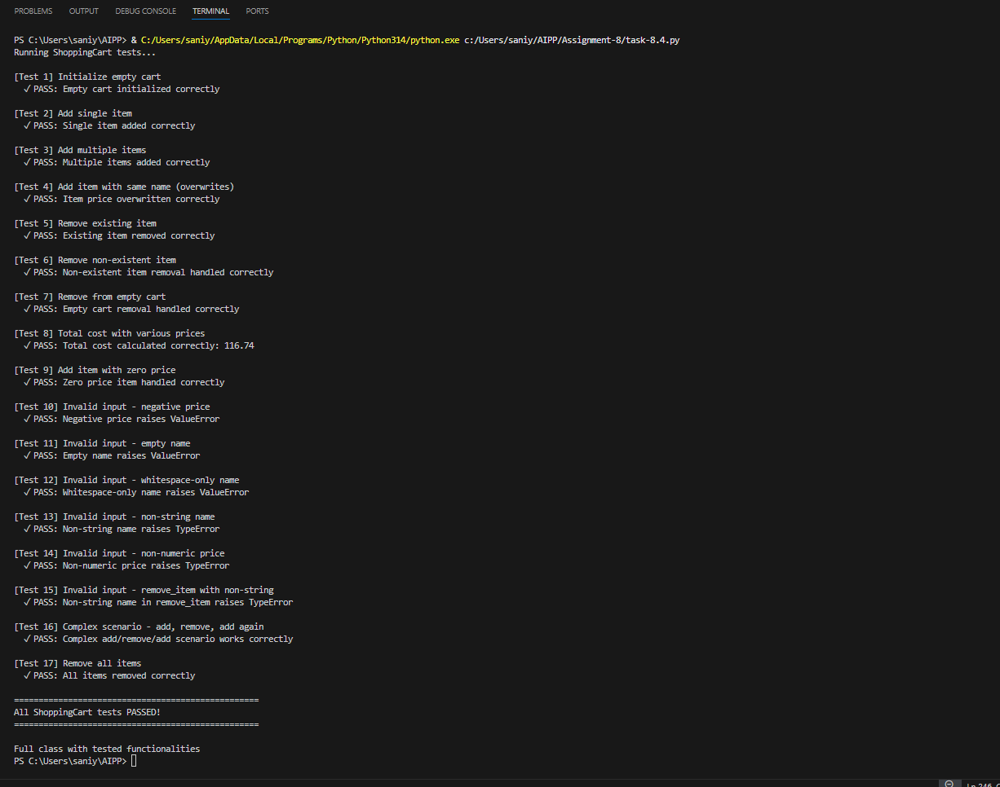 PROBLEMS OUTPUT DEBUG CONSOLE TERMINAL PORTS
PS C:\Users\saniy\AIPP> & C:/Users/saniy/AppData/Local/Programs/Python/Python314/python.exe c:/Users/saniy/AIPP/Assignment-8/task-8.4.py
Running ShoppingCart tests...
[Test 1] Initialize empty cart
✓ PASS: Empty cart initialized correctly
[Test 2] Add single item
✓ PASS: Single item added correctly
[Test 3] Add multiple items
✓ PASS: Multiple items added correctly
[Test 4] Add item with same name (overwrites)
✓ PASS: Item price overwritten correctly
[Test 5] Remove existing item
✓ PASS: Existing item removed correctly
[Test 6] Remove non-existent item
✓ PASS: Non-existent item removal handled correctly
[Test 7] Remove from empty cart
✓ PASS: Empty cart removal handled correctly
[Test 8] Total cost with various prices
✓ PASS: Total cost calculated correctly: 116.74
[Test 9] Add item with zero price
✓ PASS: Zero price item handled correctly
[Test 10] Invalid input - negative price
✓ PASS: Negative price raises ValueError
[Test 11] Invalid input - empty name
✓ PASS: Empty name raises ValueError
[Test 12] Invalid input - whitespace-only name
✓ PASS: Whitespace-only name raises ValueError
[Test 13] Invalid input - non-string name
✓ PASS: Non-string name raises TypeError
[Test 14] Invalid input - non-numeric price
✓ PASS: Non-numeric price raises TypeError
[Test 15] Invalid input - remove_item with non-string
✓ PASS: Non-string name in remove_item raises TypeError
[Test 16] Complex scenario - add, remove, add again
✓ PASS: Complex add/remove/add scenario works correctly
[Test 17] Remove all items
✓ PASS: All items removed correctly
==================================================
All ShoppingCart tests PASSED!
==================================================
Full class with tested functionalities
PS C:\Users\saniy\AIPP>